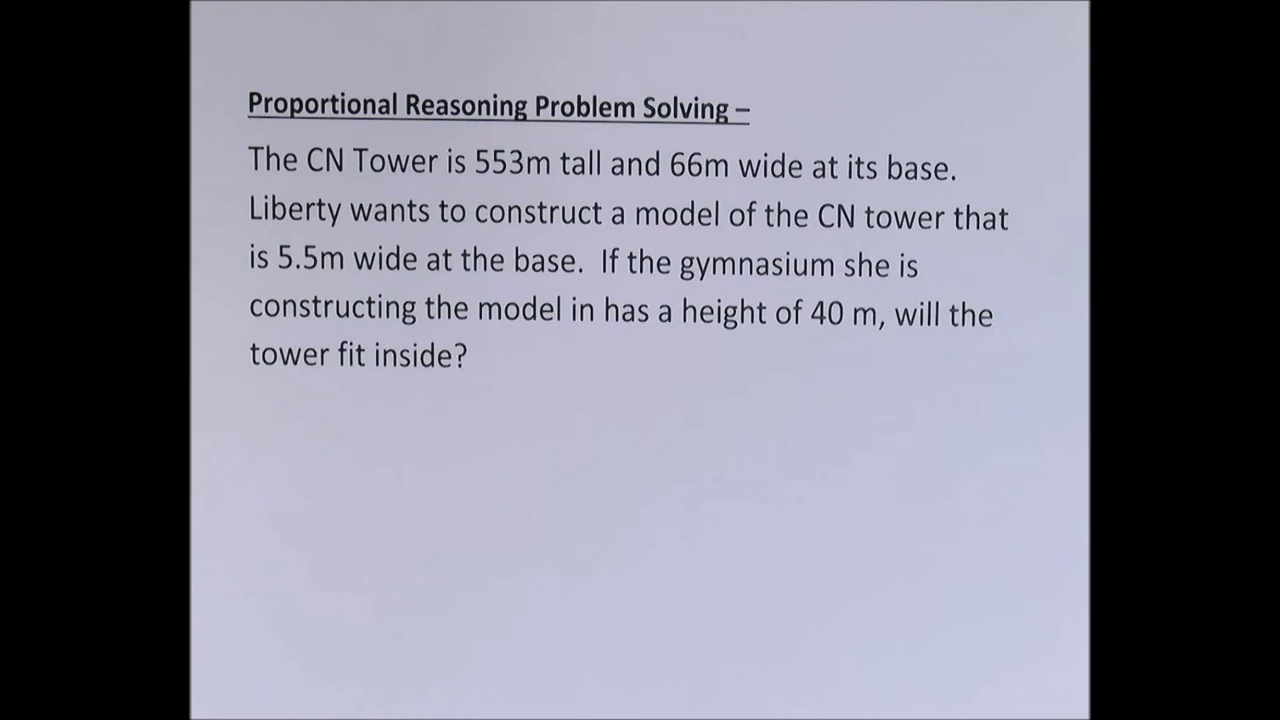 Proportional Reasoning Problem Solving –
The CN Tower is 553m tall and 66m wide at its base.
Liberty wants to construct a model of the CN tower that
is 5.5m wide at the base.  If the gymnasium she is
constructing the model in has a height of 40 m, will the
tower fit inside?